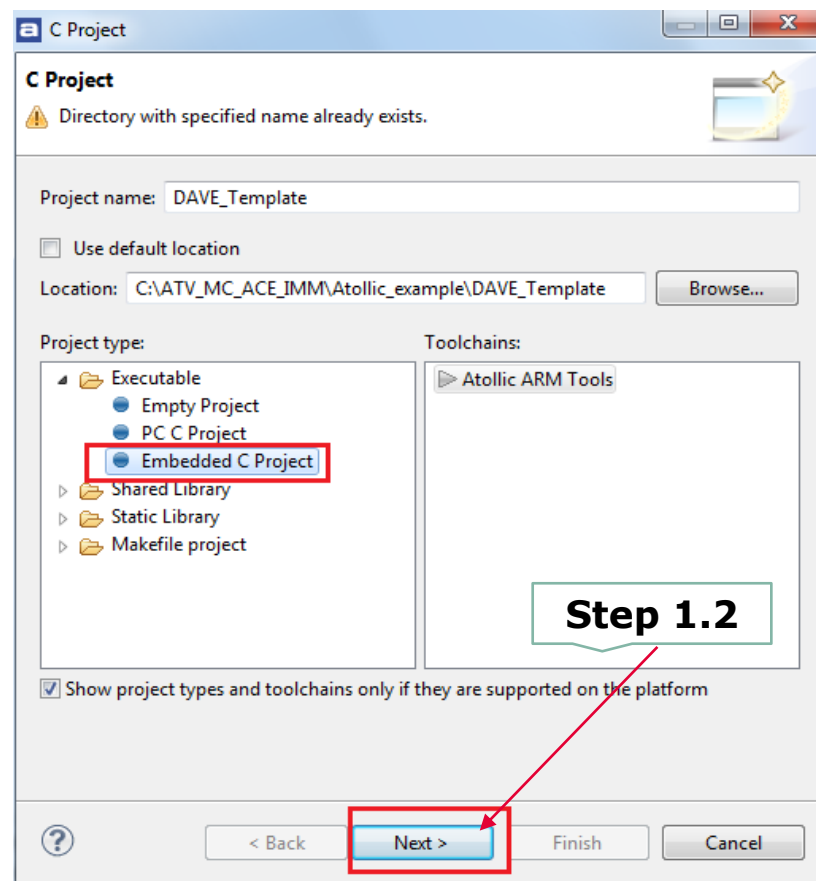 C Project
C Project
Directory with specified name already exists.
Project name: DAVE_Template
Use default location
Location: C:\ATV_MC_ACE_IMM\Atollic_example\DAVE_Template Browse...
Project type: Toolchains:
Executable Atollic ARM Tools
Empty Project
PC C Project
Embedded C Project
Shared Library
Static Library
Makefile project
Step 1.2
Show project types and toolchains only if they are supported on the platform
? < Back Next > Finish Cancel